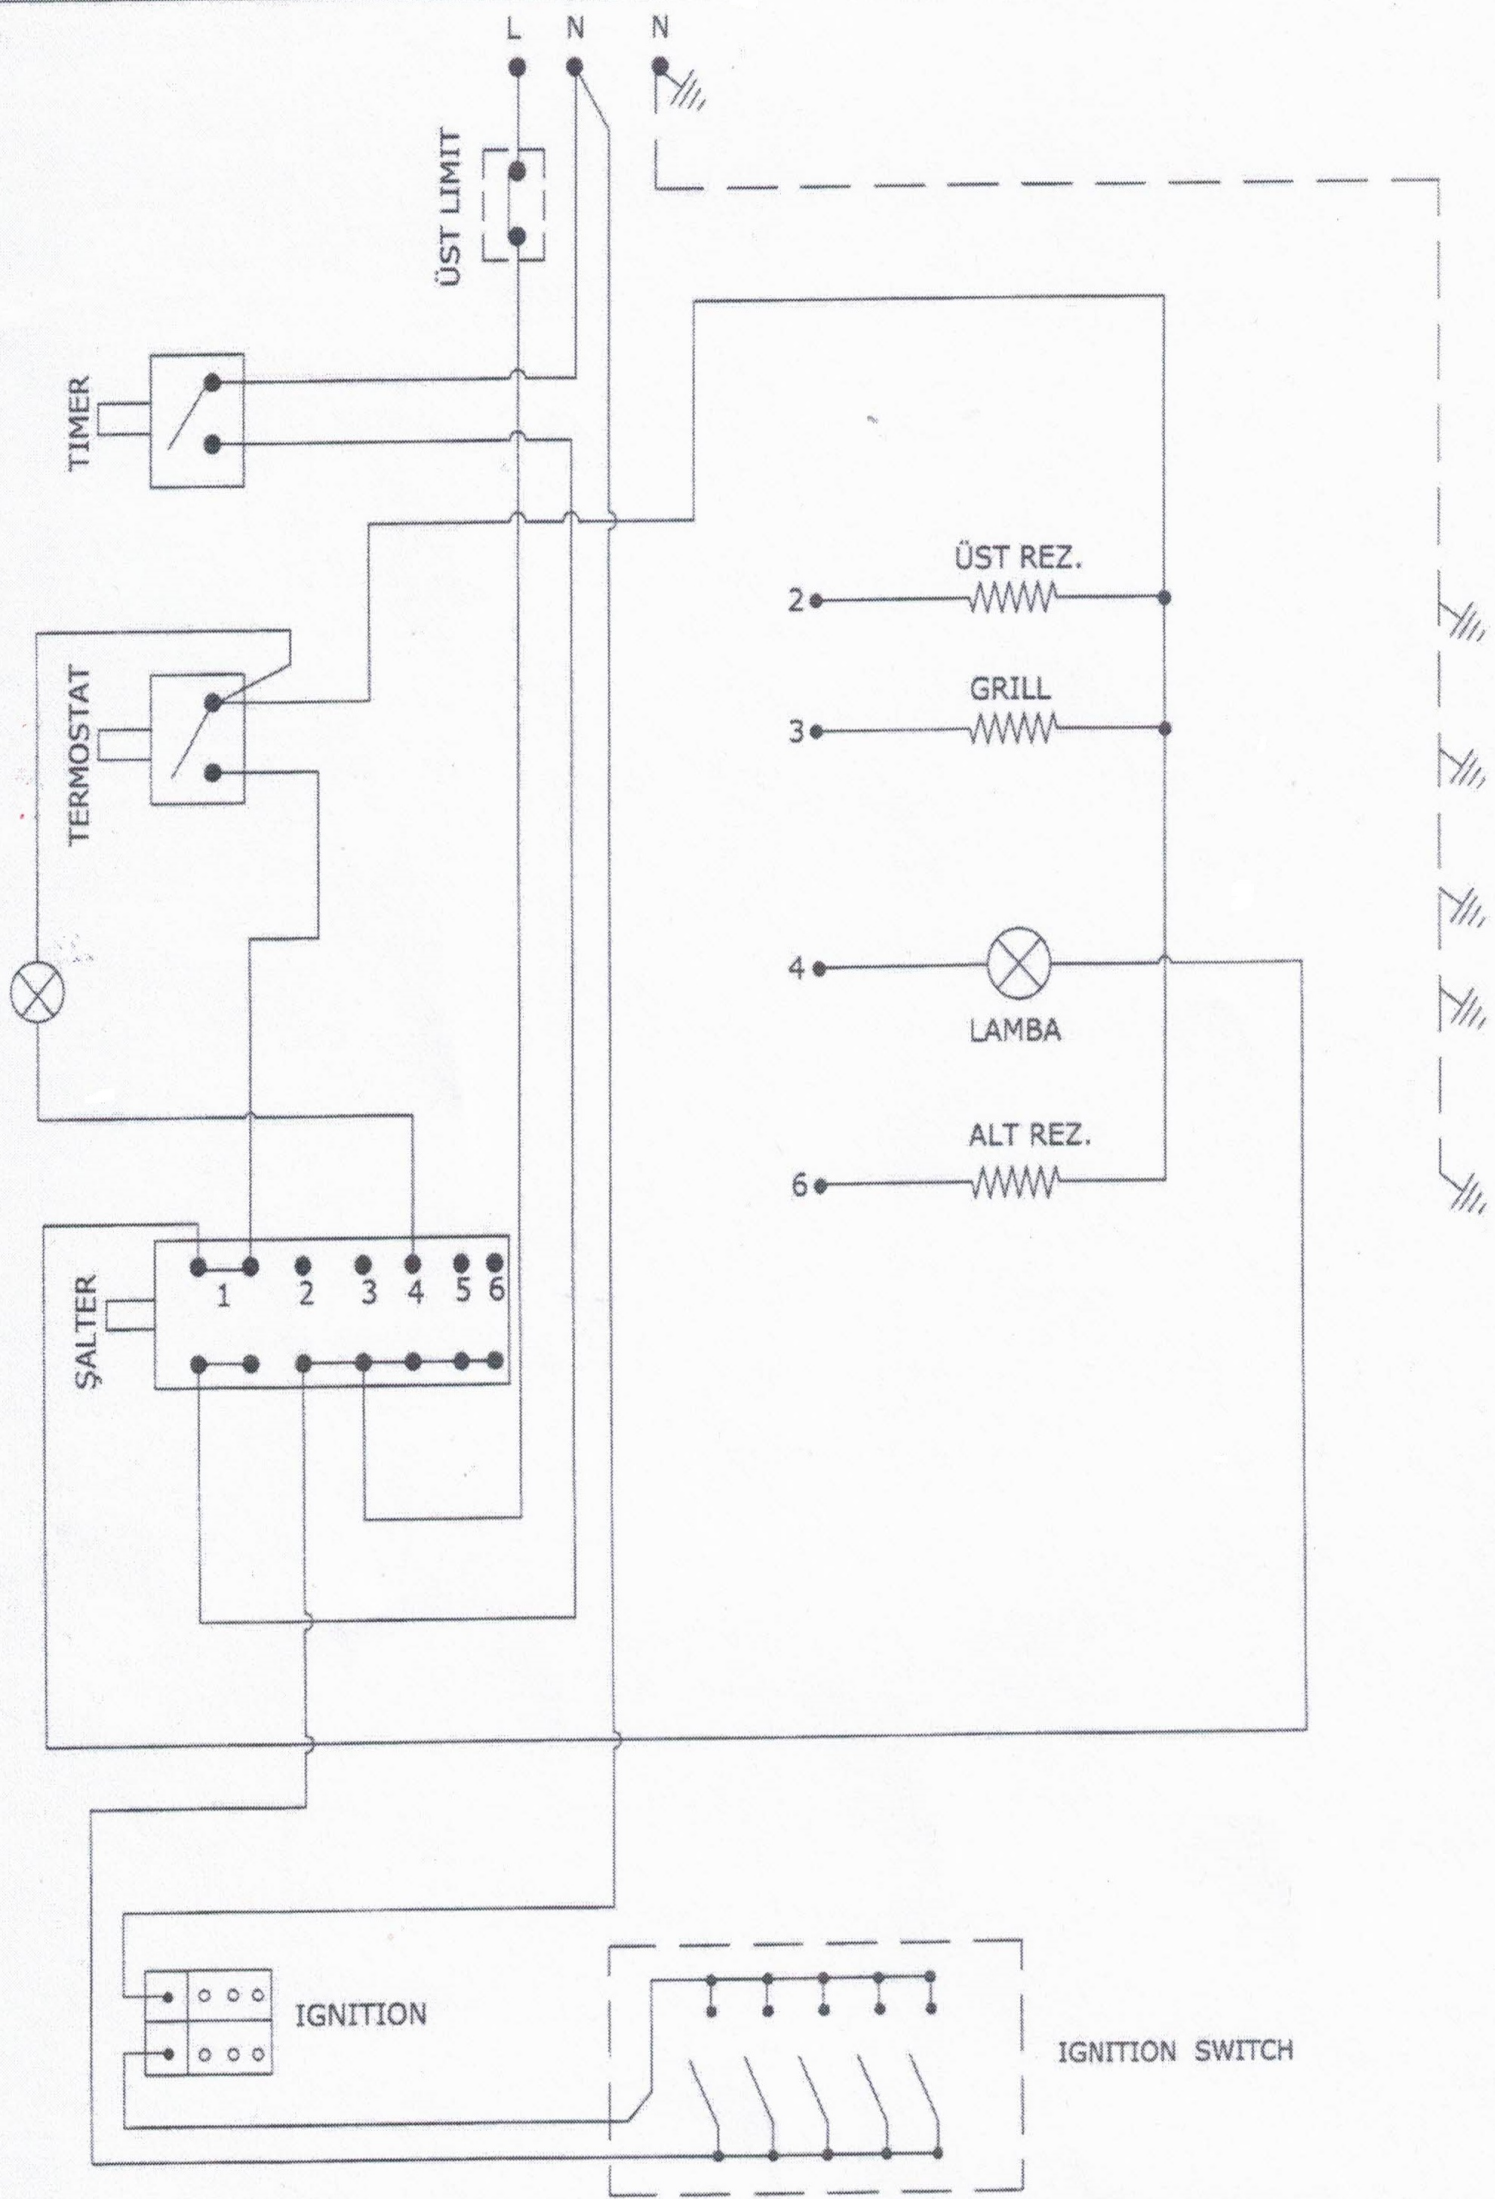 L
N
N
ÜST LIMIT
TIMER
ÜST REZ.
2
GRILL
3
TERMOSTAT
4
LAMBA
ALT REZ.
6
ŞALTER
1
2
3
4
5
6
IGNITION
IGNITION SWITCH